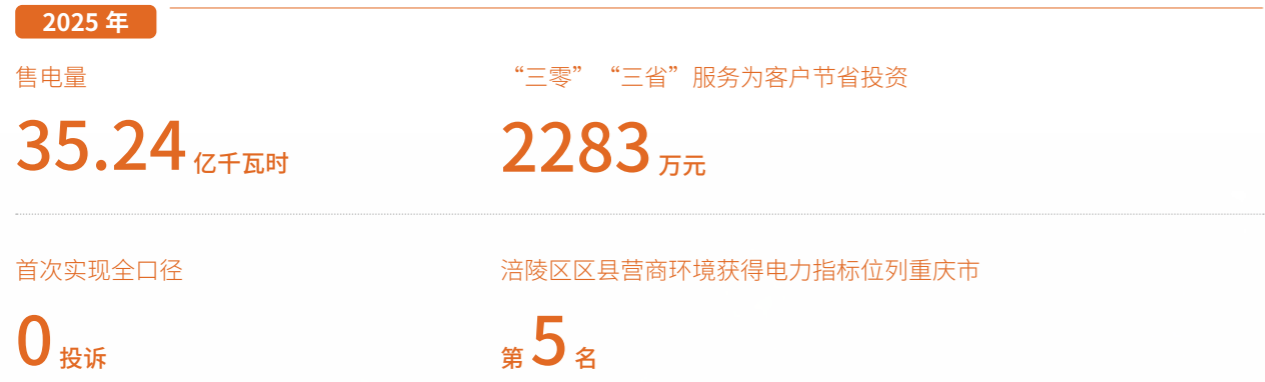 2025 年
售电量
35.24 亿千瓦时
“三零”“三省”服务为客户节省投资
2283 万元
首次实现全口径
0 投诉
涪陵区区县营商环境获得电力指标位列重庆市
第 5 名